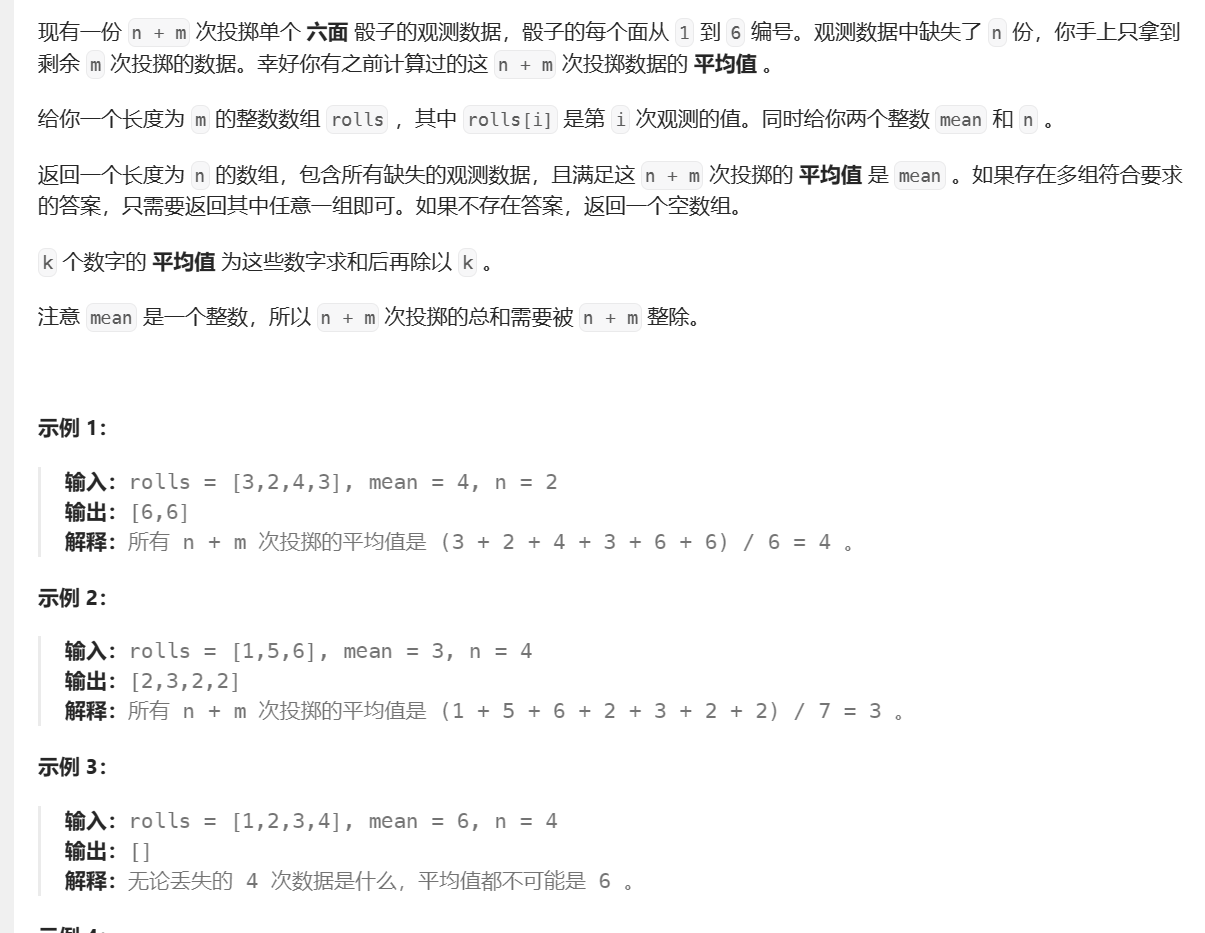 现有一份 n + m 次投掷单个 六面 骰子的观测数据，骰子的每个面从 1 到 6 编号。观测数据中缺失了 n 份，你手上只拿到
剩余 m 次投掷的数据。幸好你有之前计算过的这 n + m 次投掷数据的 平均值 。
给你一个长度为 m 的整数数组 rolls ，其中 rolls[i] 是第 i 次观测的值。同时给你两个整数 mean 和 n 。
返回一个长度为 n 的数组，包含所有缺失的观测数据，且满足这 n + m 次投掷的 平均值 是 mean 。如果存在多组符合要求
的答案，只需要返回其中任意一组即可。如果不存在答案，返回一个空数组。
k 个数字的 平均值 为这些数字求和后再除以 k 。
注意 mean 是一个整数，所以 n + m 次投掷的总和需要被 n + m 整除。
示例 1：
输入：rolls = [3,2,4,3], mean = 4, n = 2
输出：[6,6]
解释：所有 n + m 次投掷的平均值是 (3 + 2 + 4 + 3 + 6 + 6) / 6 = 4 。
示例 2：
输入：rolls = [1,5,6], mean = 3, n = 4
输出：[2,3,2,2]
解释：所有 n + m 次投掷的平均值是 (1 + 5 + 6 + 2 + 3 + 2 + 2) / 7 = 3 。
示例 3：
输入：rolls = [1,2,3,4], mean = 6, n = 4
输出：[]
解释：无论丢失的 4 次数据是什么，平均值都不可能是 6 。
示例 4：